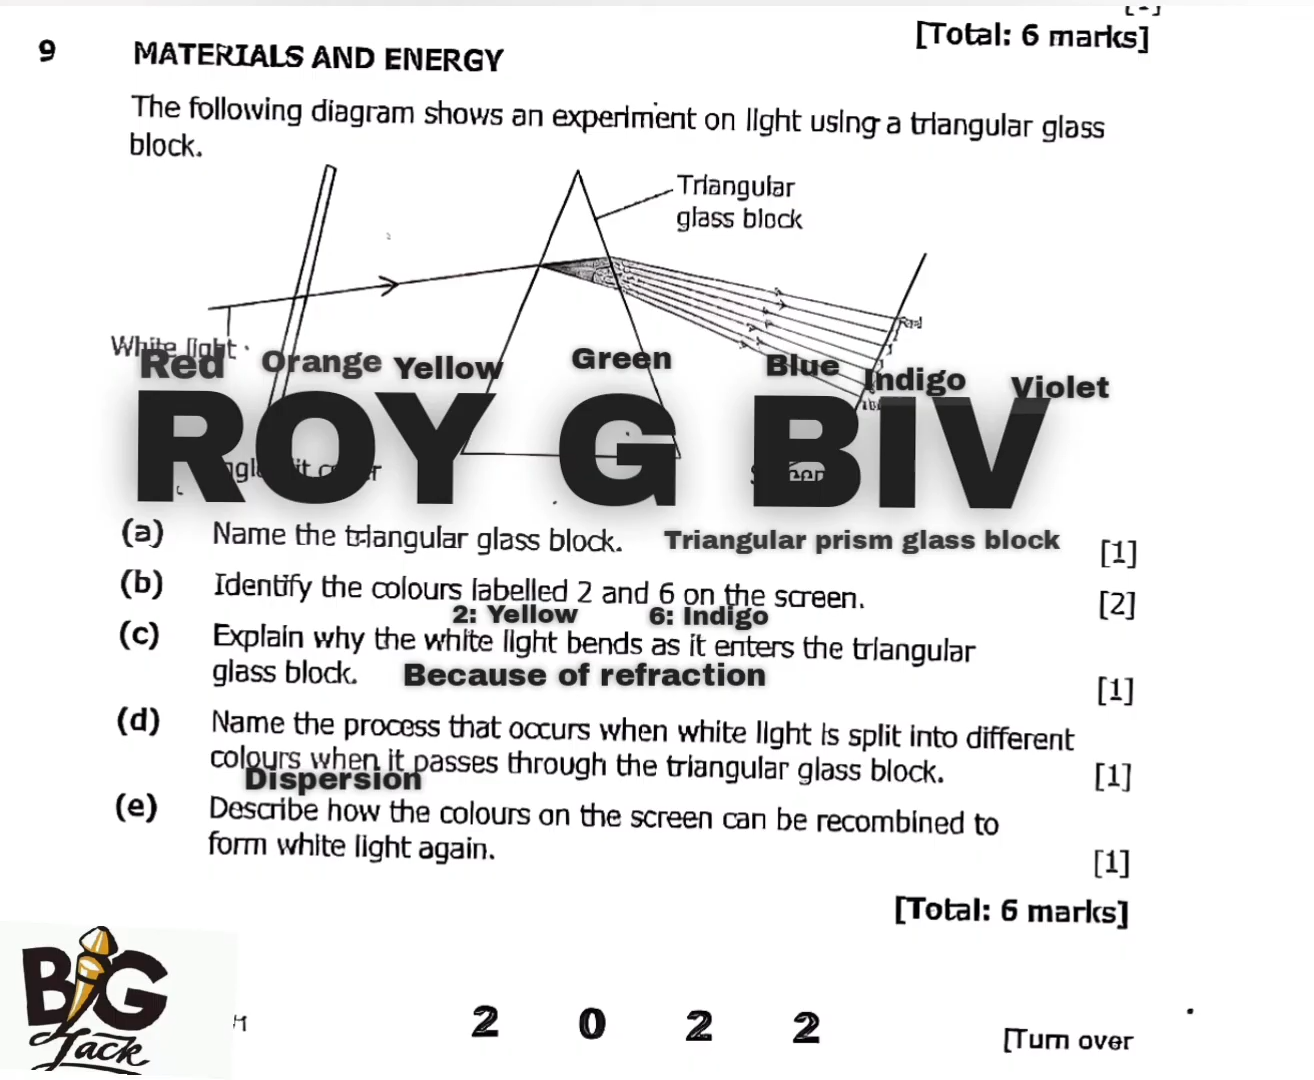 [Total: 6 marks]
9 MATERIALS AND ENERGY
The following diagram shows an experiment on light using a triangular glass
block.
Triangular
glass block
Red
White light
Red Orange Yellow Green Blue Indigo Violet
ROY G BIV
(a) Name the triangular glass block. Triangular prism glass block [1]
(b) Identify the colours labelled 2 and 6 on the screen. [2]
2: Yellow 6: Indigo
(c) Explain why the white light bends as it enters the triangular
glass block. Because of refraction [1]
(d) Name the process that occurs when white light is split into different
colours when it passes through the triangular glass block. [1]
Dispersion
(e) Describe how the colours on the screen can be recombined to
form white light again. [1]
[Total: 6 marks]
BIG
Jack
2 0 2 2
[Turn over